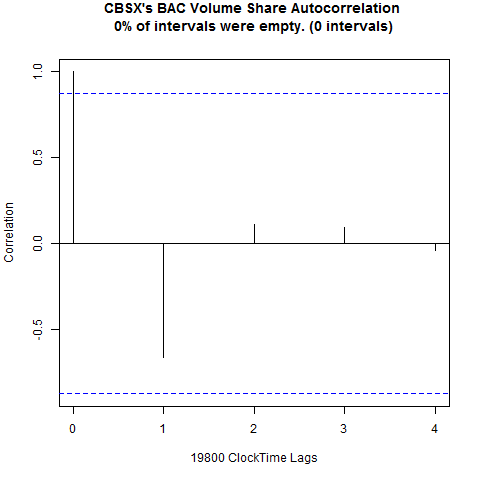 CBSX's BAC Volume Share Autocorrelation
0% of intervals were empty. (0 intervals)
Correlation
1.0
0.5
0.0
-0.5
0 1 2 3 4
19800 ClockTime Lags